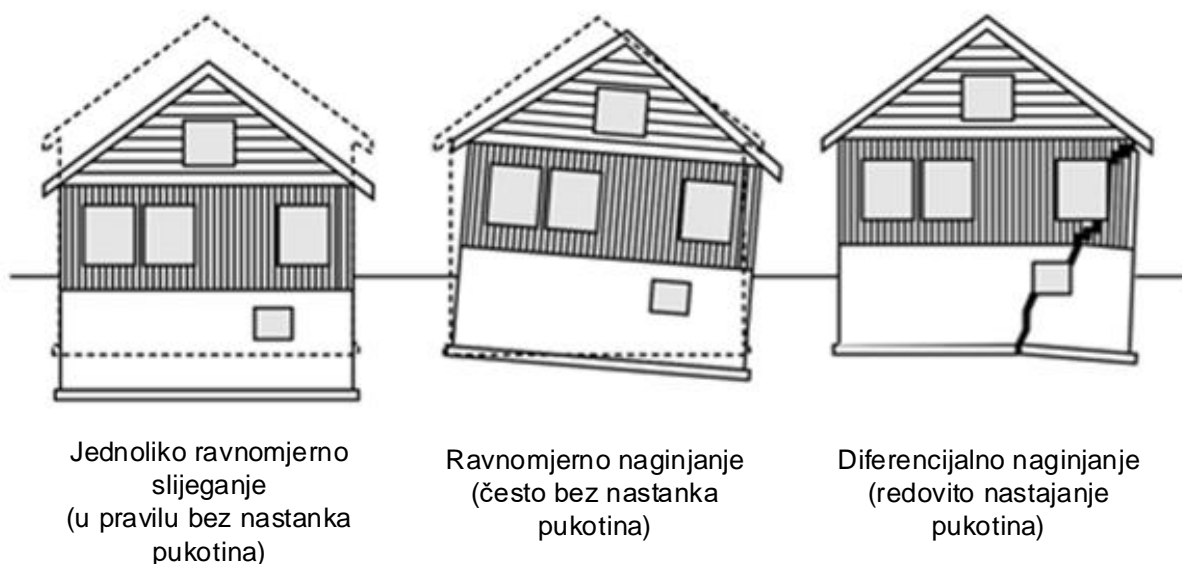 Jednoliko ravnomjerno
slijeganje
(u pravilu bez nastanka
pukotina)
Ravnomjerno naginjanje
(često bez nastanka
pukotina)
Diferencijalno naginjanje
(redovito nastajanje
pukotina)